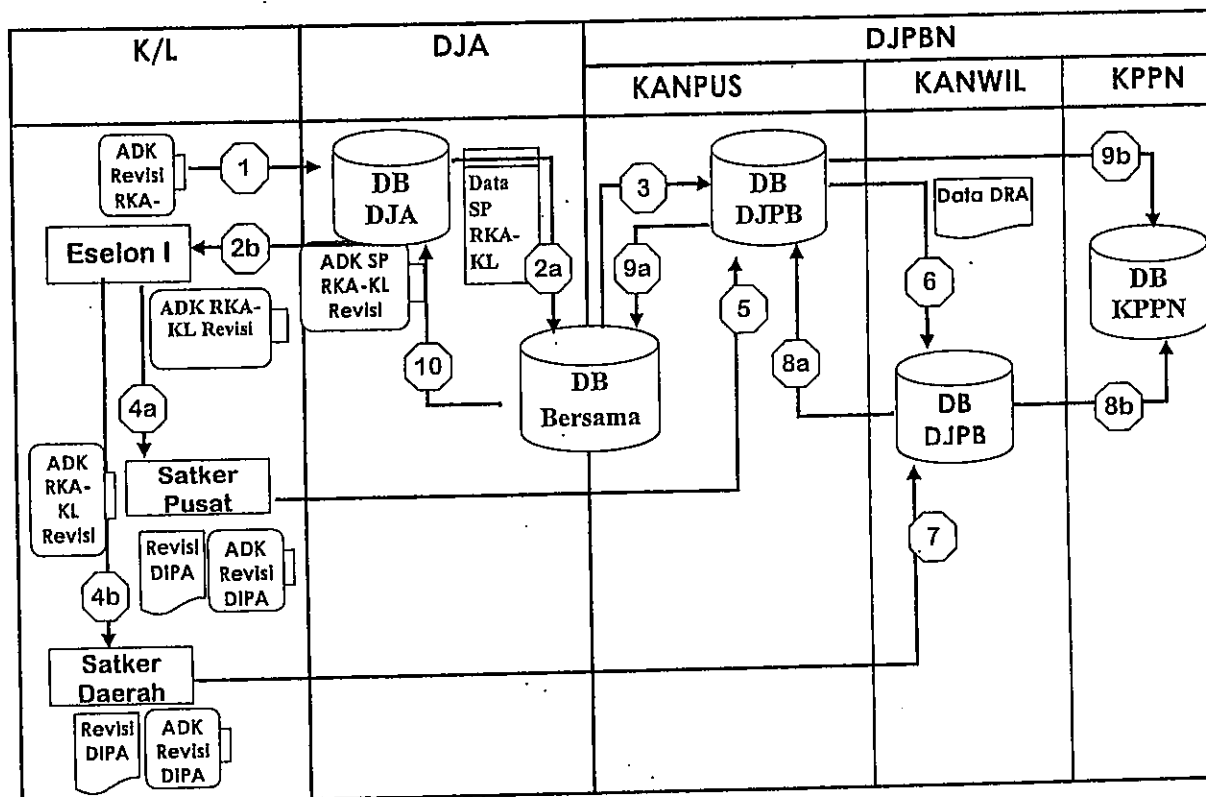 K/L
DJA
DJPBN
KANPUS
KANWIL
KPPN
ADK
Revisi
RKA-
1
DB
DJA
Data
SP
RKA-
KL
3
DB
DJPB
9b
Data DRA
Eselon I
2b
ADK SP
RKA-KL
Revisi
2a
9a
5
6
DB
KPPN
ADK RKA-
KL Revisi
10
DB
Bersama
8a
DB
DJPB
8b
4a
ADK
RKA-
KL
Revisi
Satker
Pusat
7
Revisi
DIPA
ADK
Revisi
DIPA
4b
Satker
Daerah
Revisi
DIPA
ADK
Revisi
DIPA